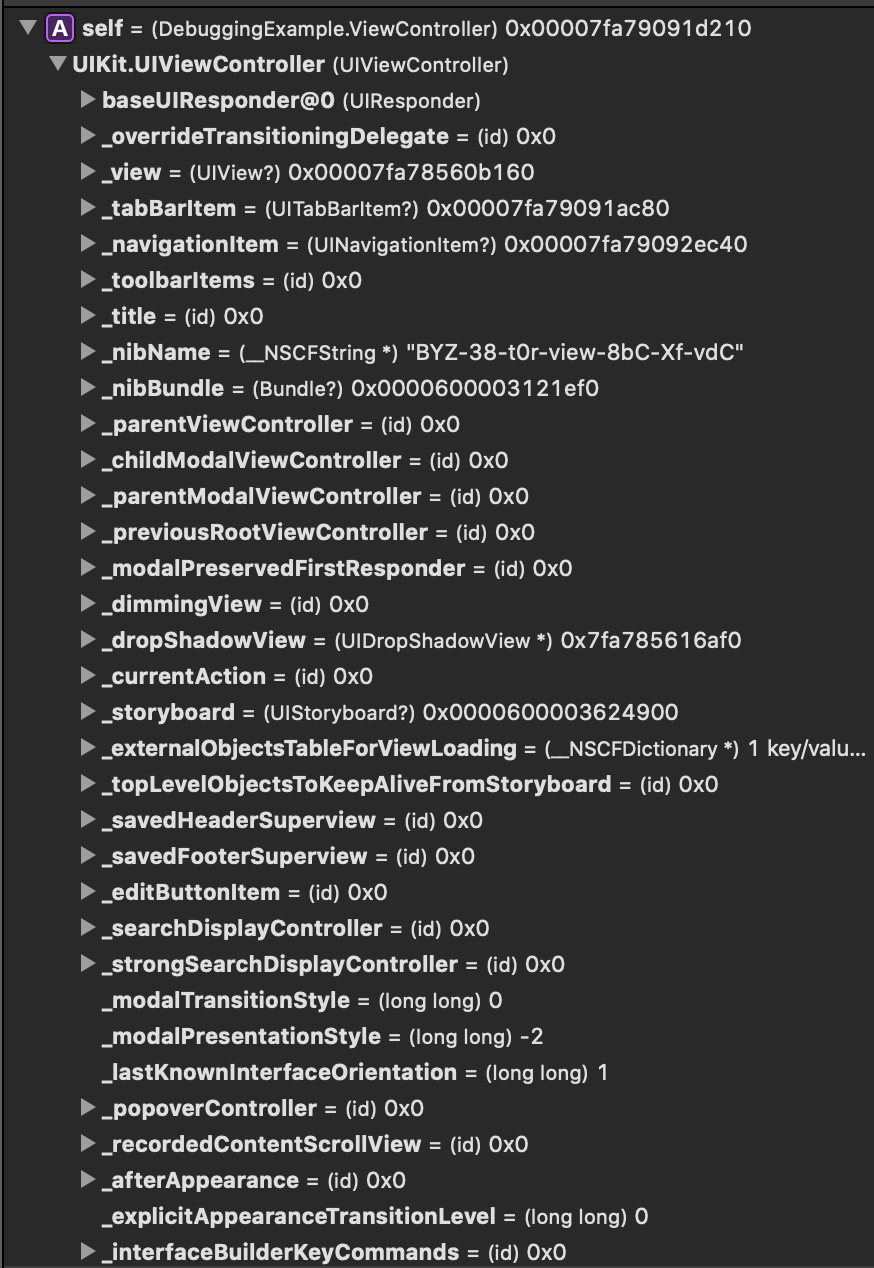 A self = (DebuggingExample.ViewController) 0x00007fa79091d210
UIKit.UIViewController (UIViewController)
baseUIResponder@0 (UIResponder)
_overrideTransitioningDelegate = (id) 0x0
_view = (UIView?) 0x00007fa78560b160
_tabBarItem = (UITabBarItem?) 0x00007fa79091ac80
_navigationItem = (UINavigationItem?) 0x00007fa79092ec40
_toolbarItems = (id) 0x0
_title = (id) 0x0
_nibName = (__NSCFString *) "BYZ-38-t0r-view-8bC-Xf-vdC"
_nibBundle = (Bundle?) 0x0000600003121ef0
_parentViewController = (id) 0x0
_childModalViewController = (id) 0x0
_parentModalViewController = (id) 0x0
_previousRootViewController = (id) 0x0
_modalPreservedFirstResponder = (id) 0x0
_dimmingView = (id) 0x0
_dropShadowView = (UIDropShadowView *) 0x7fa785616af0
_currentAction = (id) 0x0
_storyboard = (UIStoryboard?) 0x0000600003624900
_externalObjectsTableForViewLoading = (__NSCFDictionary *) 1 key/valu...
_topLevelObjectsToKeepAliveFromStoryboard = (id) 0x0
_savedHeaderSuperview = (id) 0x0
_savedFooterSuperview = (id) 0x0
_editButtonItem = (id) 0x0
_searchDisplayController = (id) 0x0
_strongSearchDisplayController = (id) 0x0
_modalTransitionStyle = (long long) 0
_modalPresentationStyle = (long long) -2
_lastKnownInterfaceOrientation = (long long) 1
_popoverController = (id) 0x0
_recordedContentScrollView = (id) 0x0
_afterAppearance = (id) 0x0
_explicitAppearanceTransitionLevel = (long long) 0
_interfaceBuilderKeyCommands = (id) 0x0